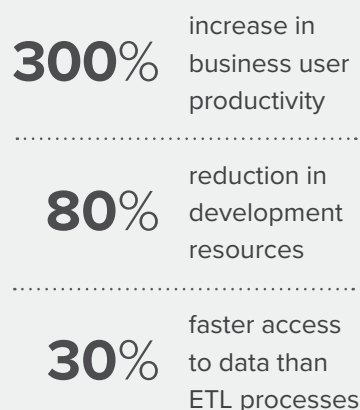 300%
increase in
business user
productivity
80%
reduction in
development
resources
30%
faster access
to data than
ETL processes